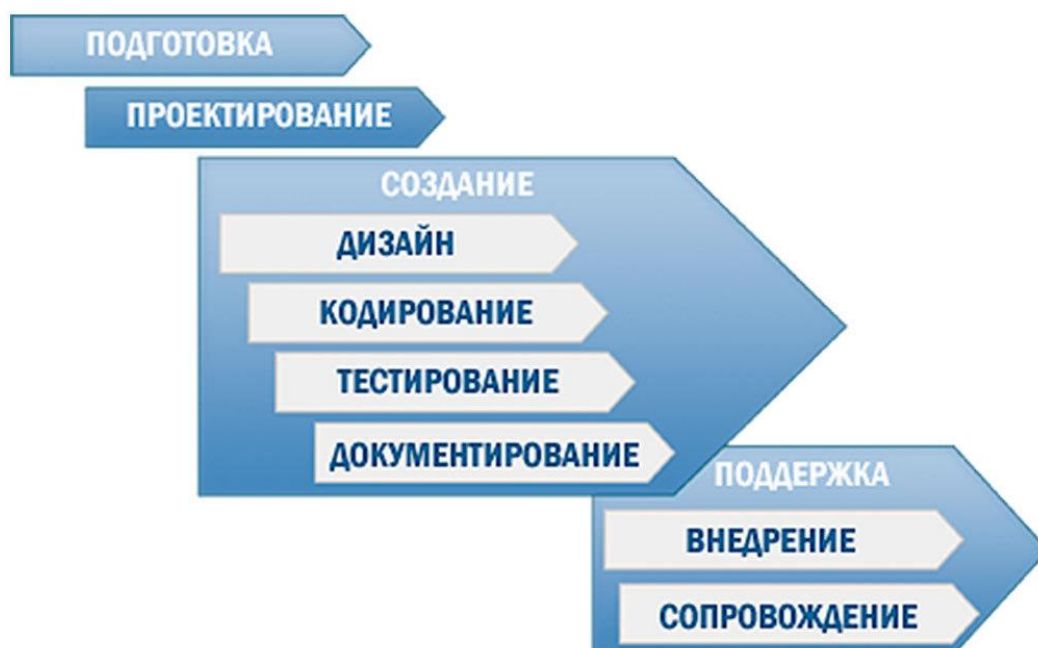 ПОДГОТОВКА
ПРОЕКТИРОВАНИЕ
СОЗДАНИЕ
ДИЗАЙН
КОДИРОВАНИЕ
ТЕСТИРОВАНИЕ
ДОКУМЕНТИРОВАНИЕ
ПОДДЕРЖКА
ВНЕДРЕНИЕ
СОПРОВОЖДЕНИЕ